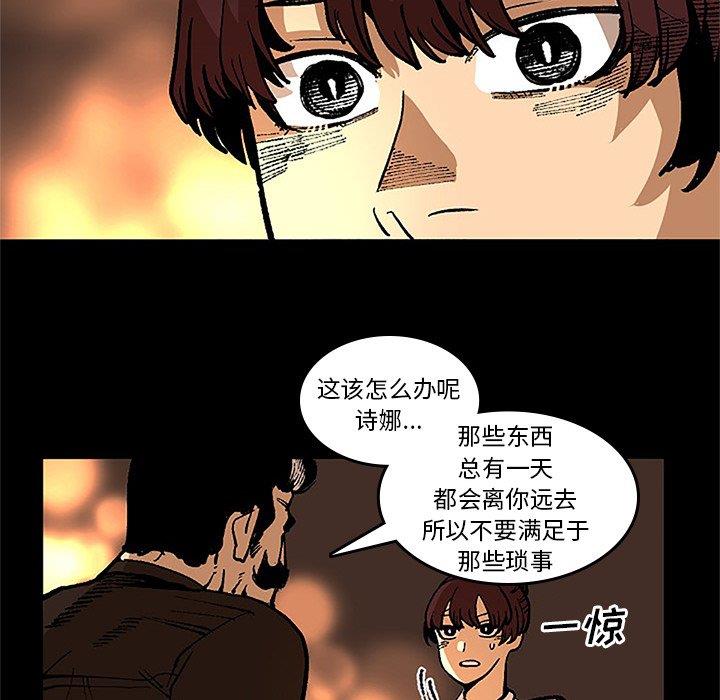 这该怎么办呢
诗娜...
那些东西
总有一天
都会离你远去
所以不要满足于
那些琐事
一惊